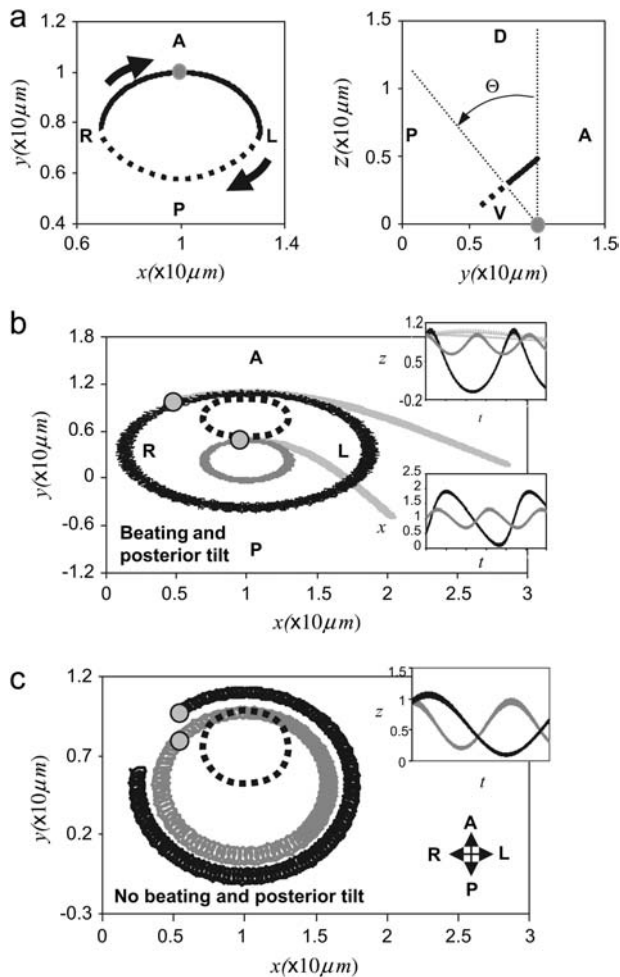 a
A
R
L
P
y(x10μm)
1.2
1
0.8
0.6
0.4
0.6
1
1.4
x(x10μm)
D
Θ
P
A
V
z(x10μm)
1.5
1
0.5
0
0
0.5
1
1.5
y(x10μm)
b
A
R
L
P
Beating and
posterior tilt
y(x10μm)
1.8
1.2
0.6
0
-0.6
-1.2
0
0.5
1
1.5
2
2.5
3
x(x10μm)
z
1.2
1
-0.2
t
x
2.5
2
1.5
1
0.5
0
t
c
No beating and posterior tilt
y(x10μm)
1.2
0.7
0.2
-0.3
0
0.5
1
1.5
2
2.5
3
x(x10μm)
z
1.5
1
0.5
0
t
A
R
L
P